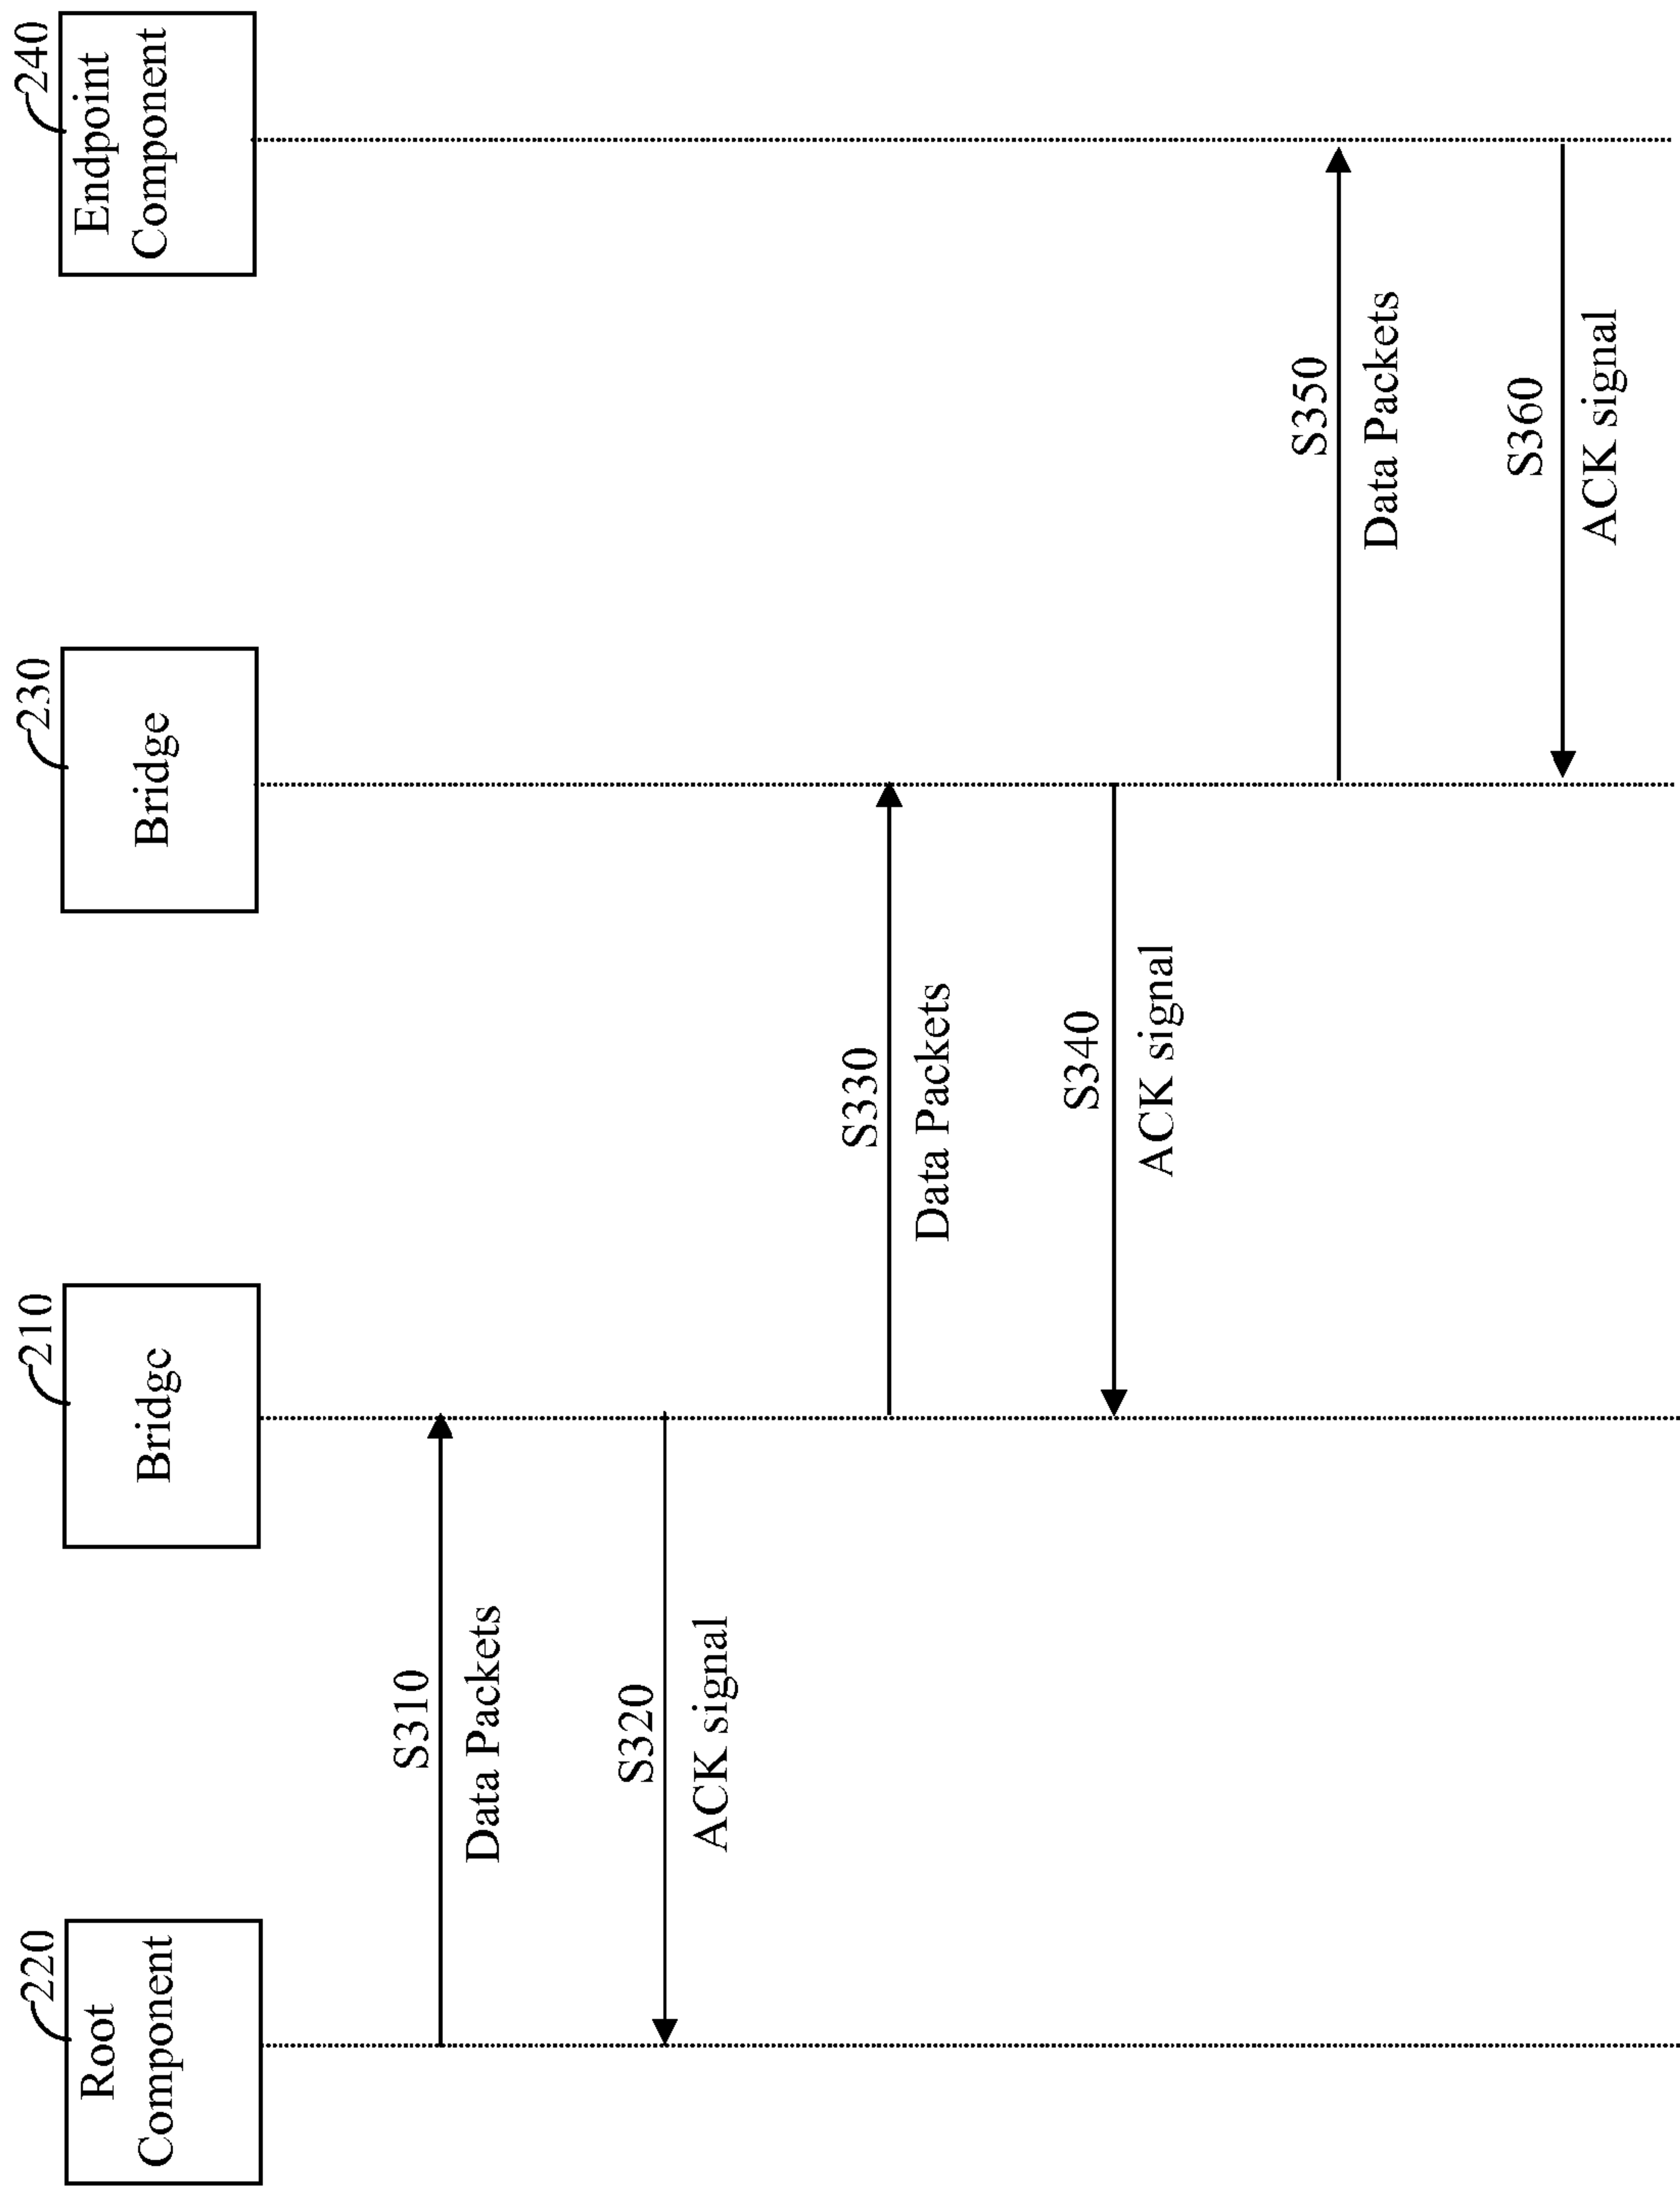 220
Root
Component
210
Bridge
230
Bridge
240
Endpoint
Component
S310
Data Packets
S320
ACK signal
S330
Data Packets
S340
ACK signal
S350
Data Packets
S360
ACK signal